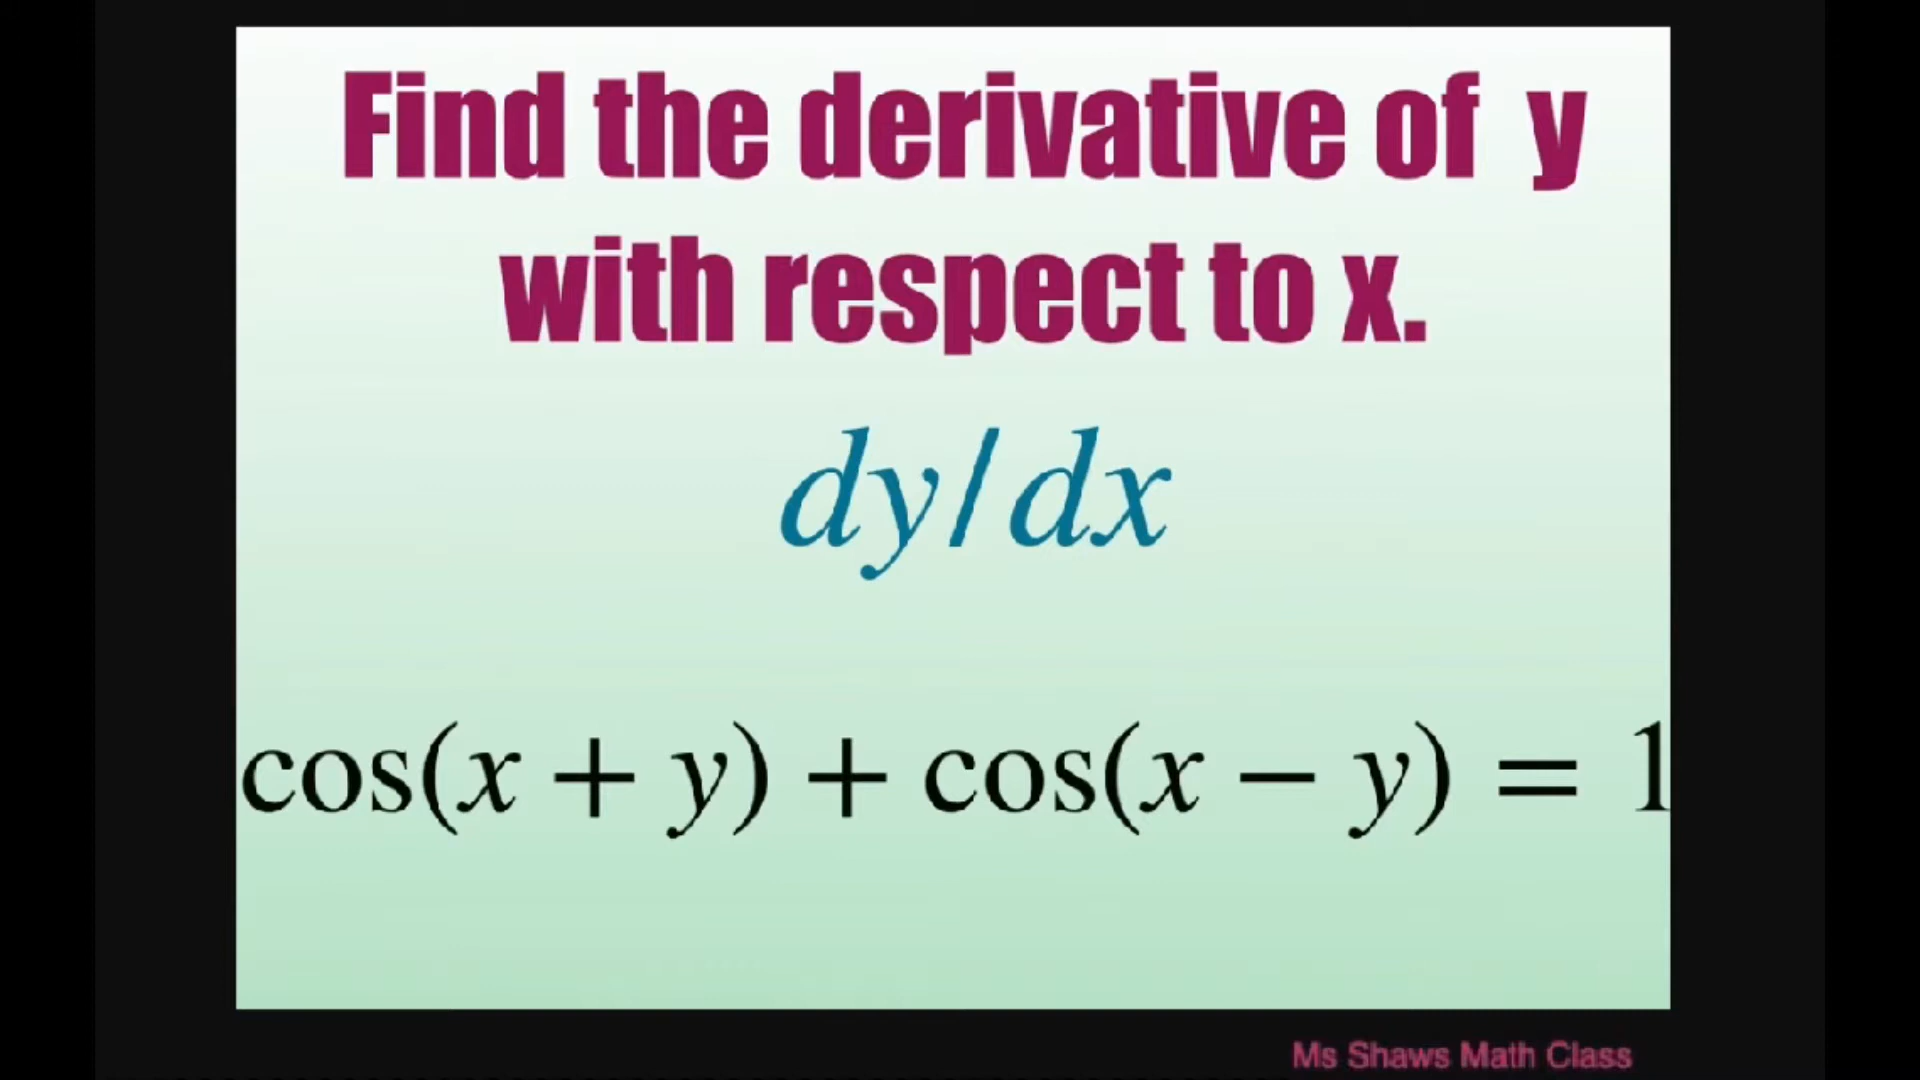 Find the derivative of y
with respect to x.
dy/dx
cos(x + y) + cos(x − y) = 1
Ms Shaws Math Class